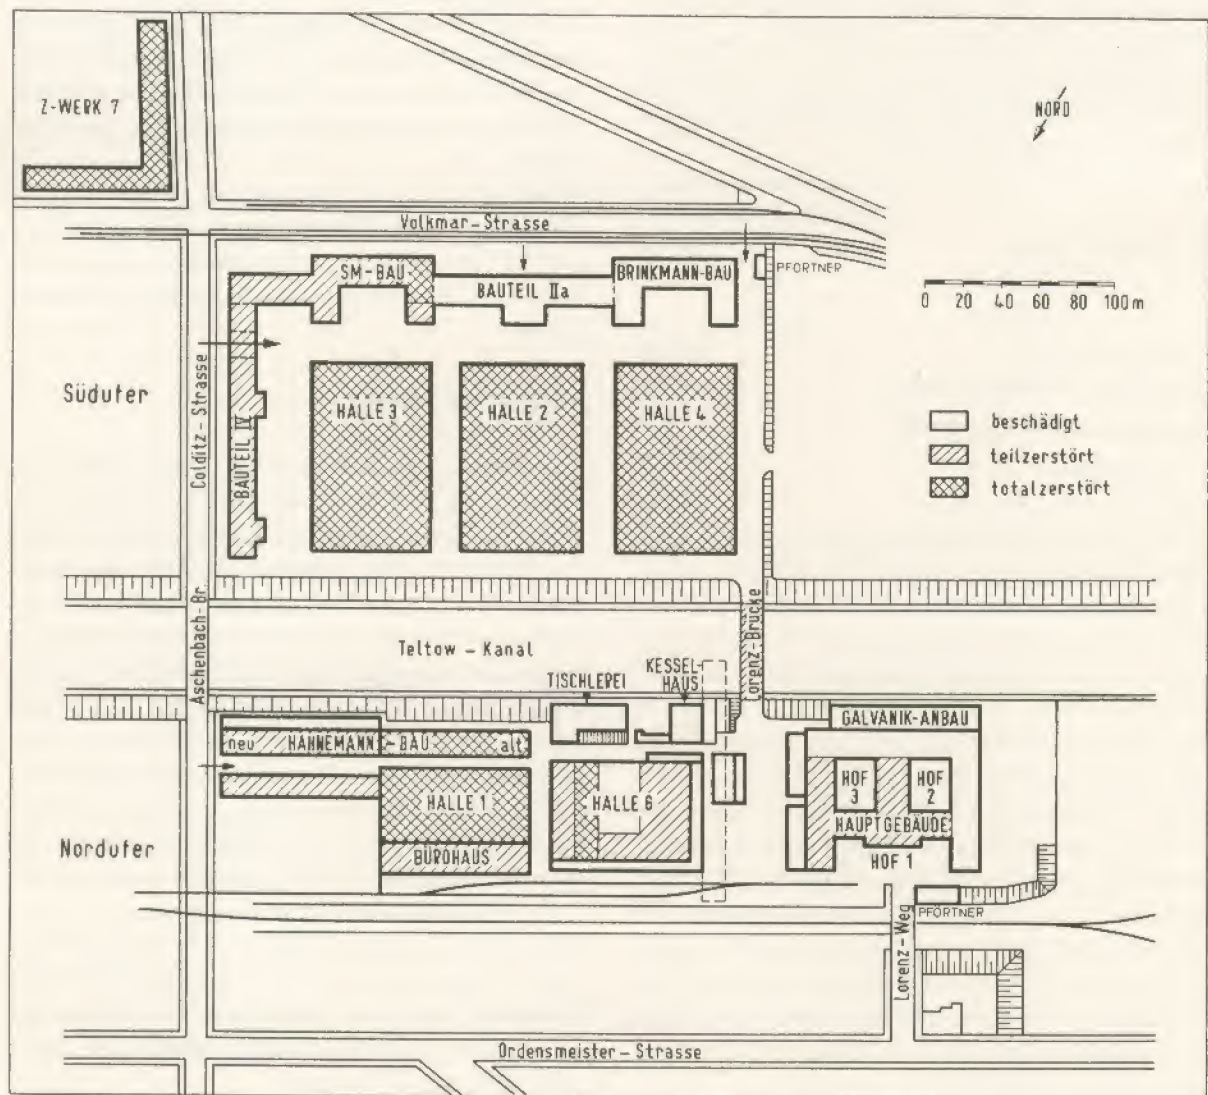 Z-WERK 7
NORD
Volkmar-Strasse
SM-BAU
BAUTEIL IIa
BRINKMANN-BAU
PFÖRTNER
0 20 40 60 80 100 m
Südufer
Colditz-Strasse
BAUTEIL IV
HALLE 3
HALLE 2
HALLE 4
beschädigt
teilzerstört
totalzerstört
Aschenbach-Br.
Teltow-Kanal
Lorenz-Brücke
TISCHLEREI
KESSEL-
HAUS
GALVANIK-ANBAU
neu HAHNEMANN-BAU alt
HALLE 1
HALLE 6
HOF
3
HOF
2
HAUPTGEBÄUDE
Nordufer
BÜROHAUS
HOF 1
PFÖRTNER
Lorenz-Weg
Ordensmeister-Strasse